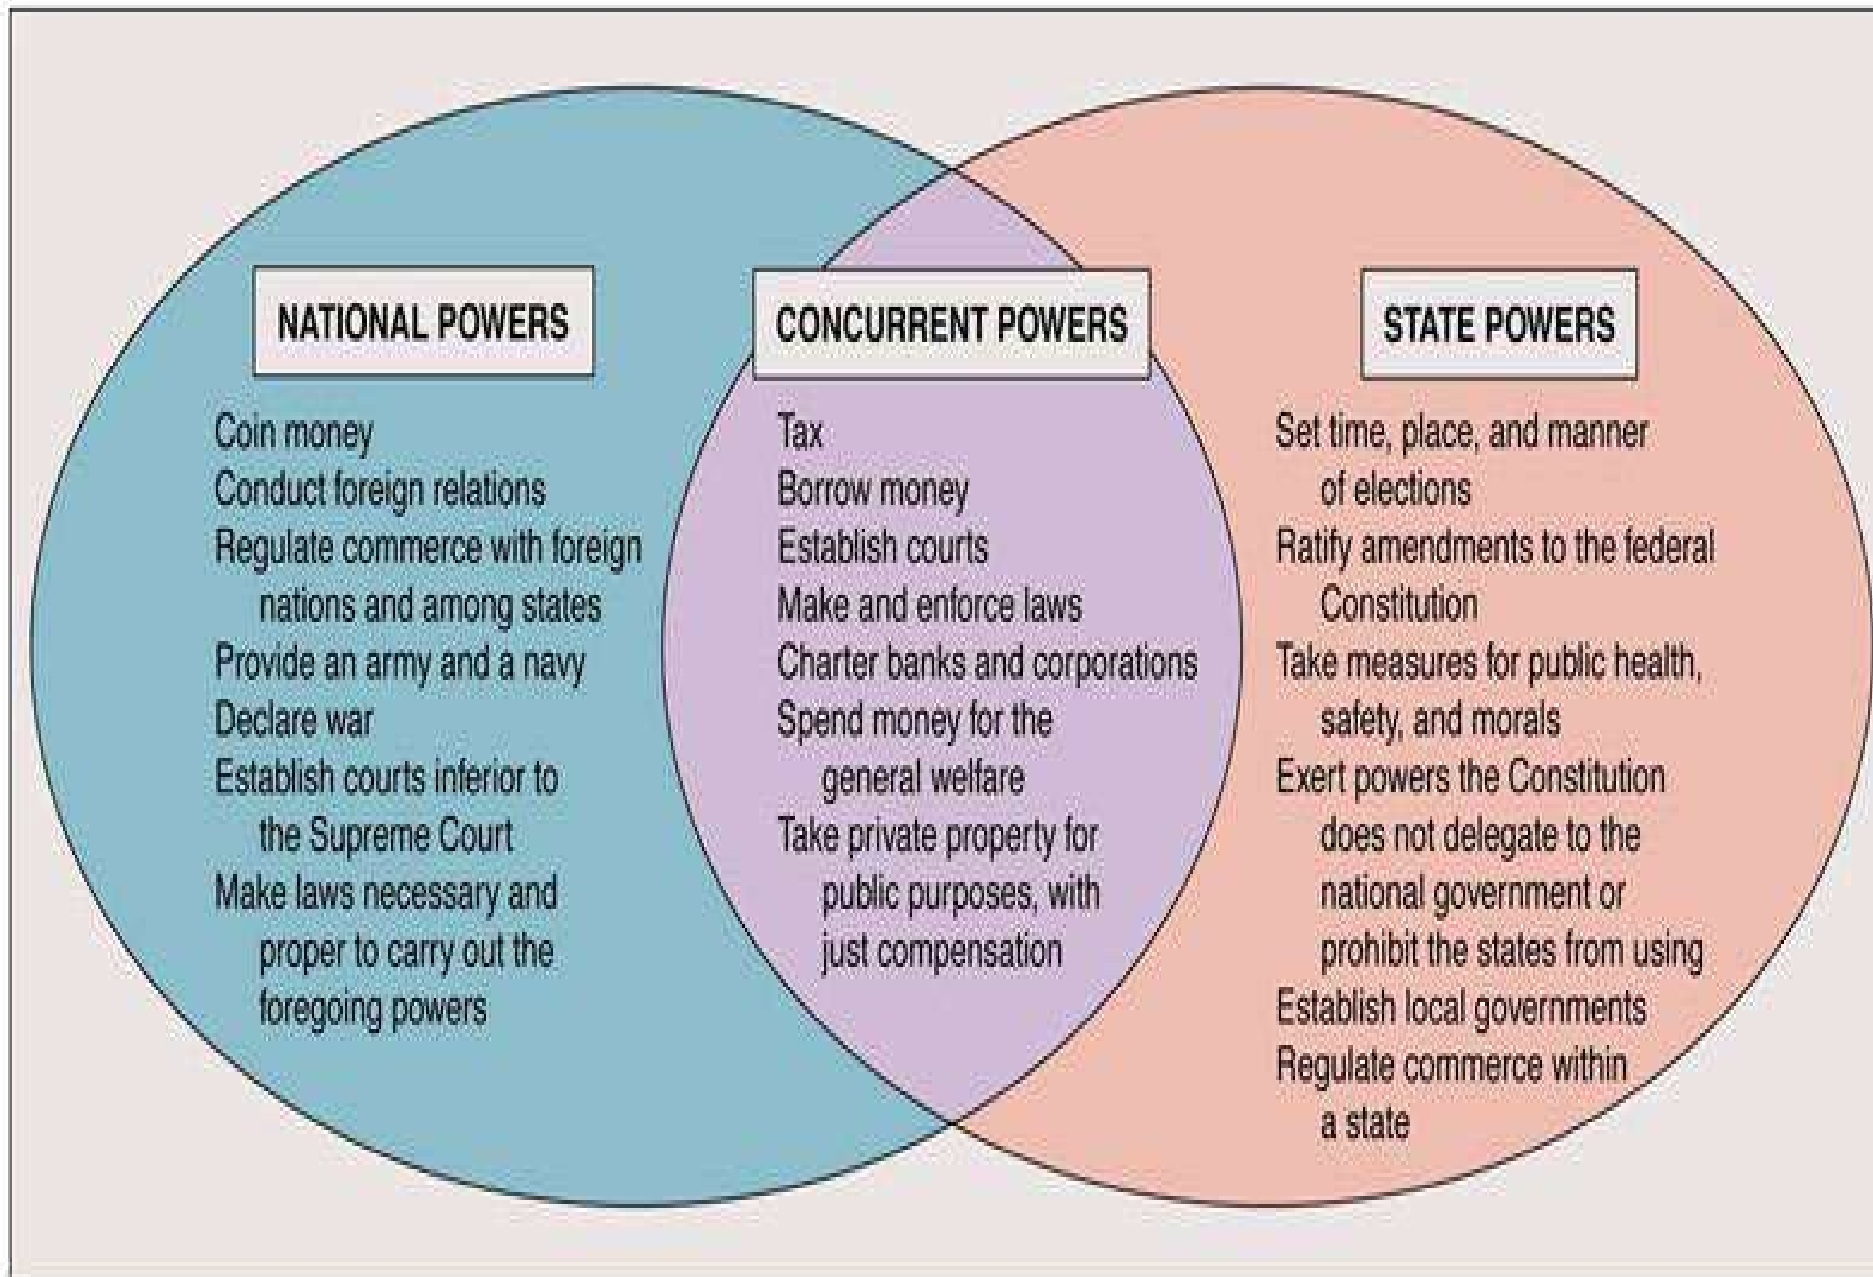 NATIONAL POWERS
Coin money
Conduct foreign relations
Regulate commerce with foreign
nations and among states
Provide an army and a navy
Declare war
Establish courts inferior to
the Supreme Court
Make laws necessary and
proper to carry out the
foregoing powers
CONCURRENT POWERS
Tax
Borrow money
Establish courts
Make and enforce laws
Charter banks and corporations
Spend money for the
general welfare
Take private property for
public purposes, with
just compensation
STATE POWERS
Set time, place, and manner
of elections
Ratify amendments to the federal
Constitution
Take measures for public health,
safety, and morals
Exert powers the Constitution
does not delegate to the
national government or
prohibit the states from using
Establish local governments
Regulate commerce within
a state